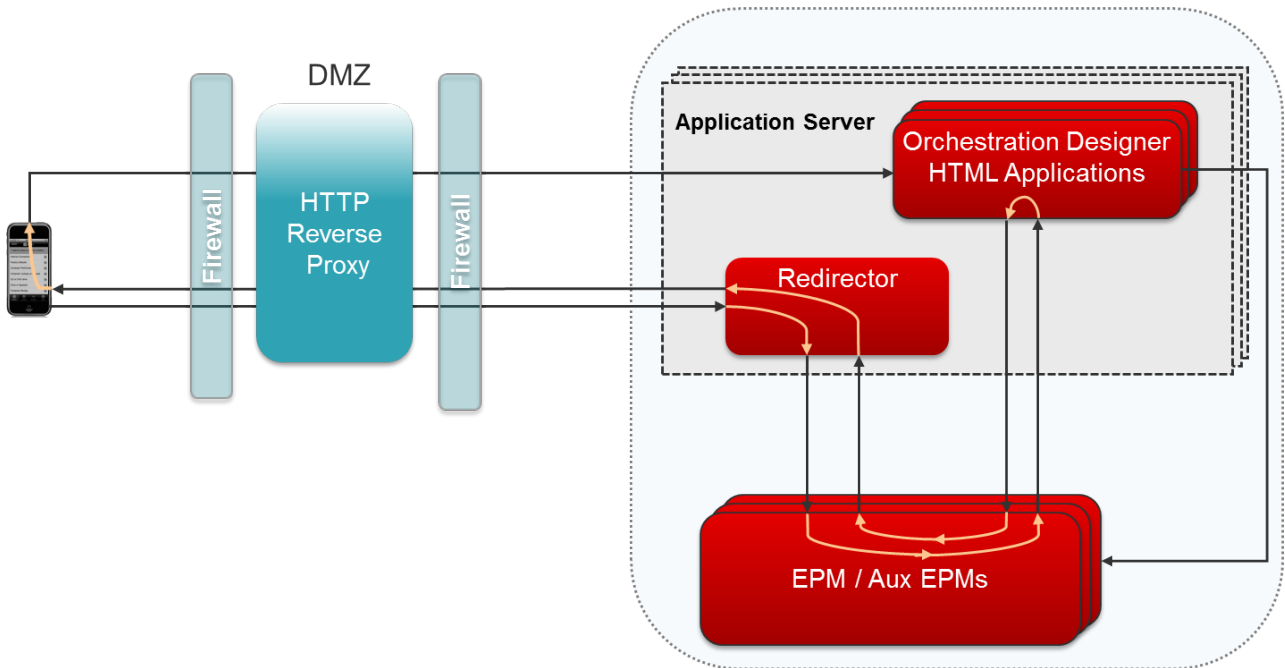 DMZ
Firewall
HTTP
Reverse
Proxy
Firewall
Application Server
Orchestration Designer
HTML Applications
Redirector
EPM / Aux EPMs